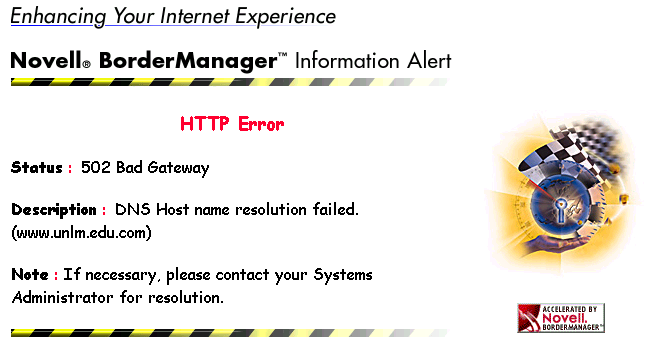 Enhancing Your Internet Experience
Novell® BorderManager™ Information Alert
HTTP Error
Status : 502 Bad Gateway
Description : DNS Host name resolution failed.
(www.unlm.edu.com)
Note : If necessary, please contact your Systems
Administrator for resolution.
ACCELERATED BY
Novell.
BORDERMANAGER™